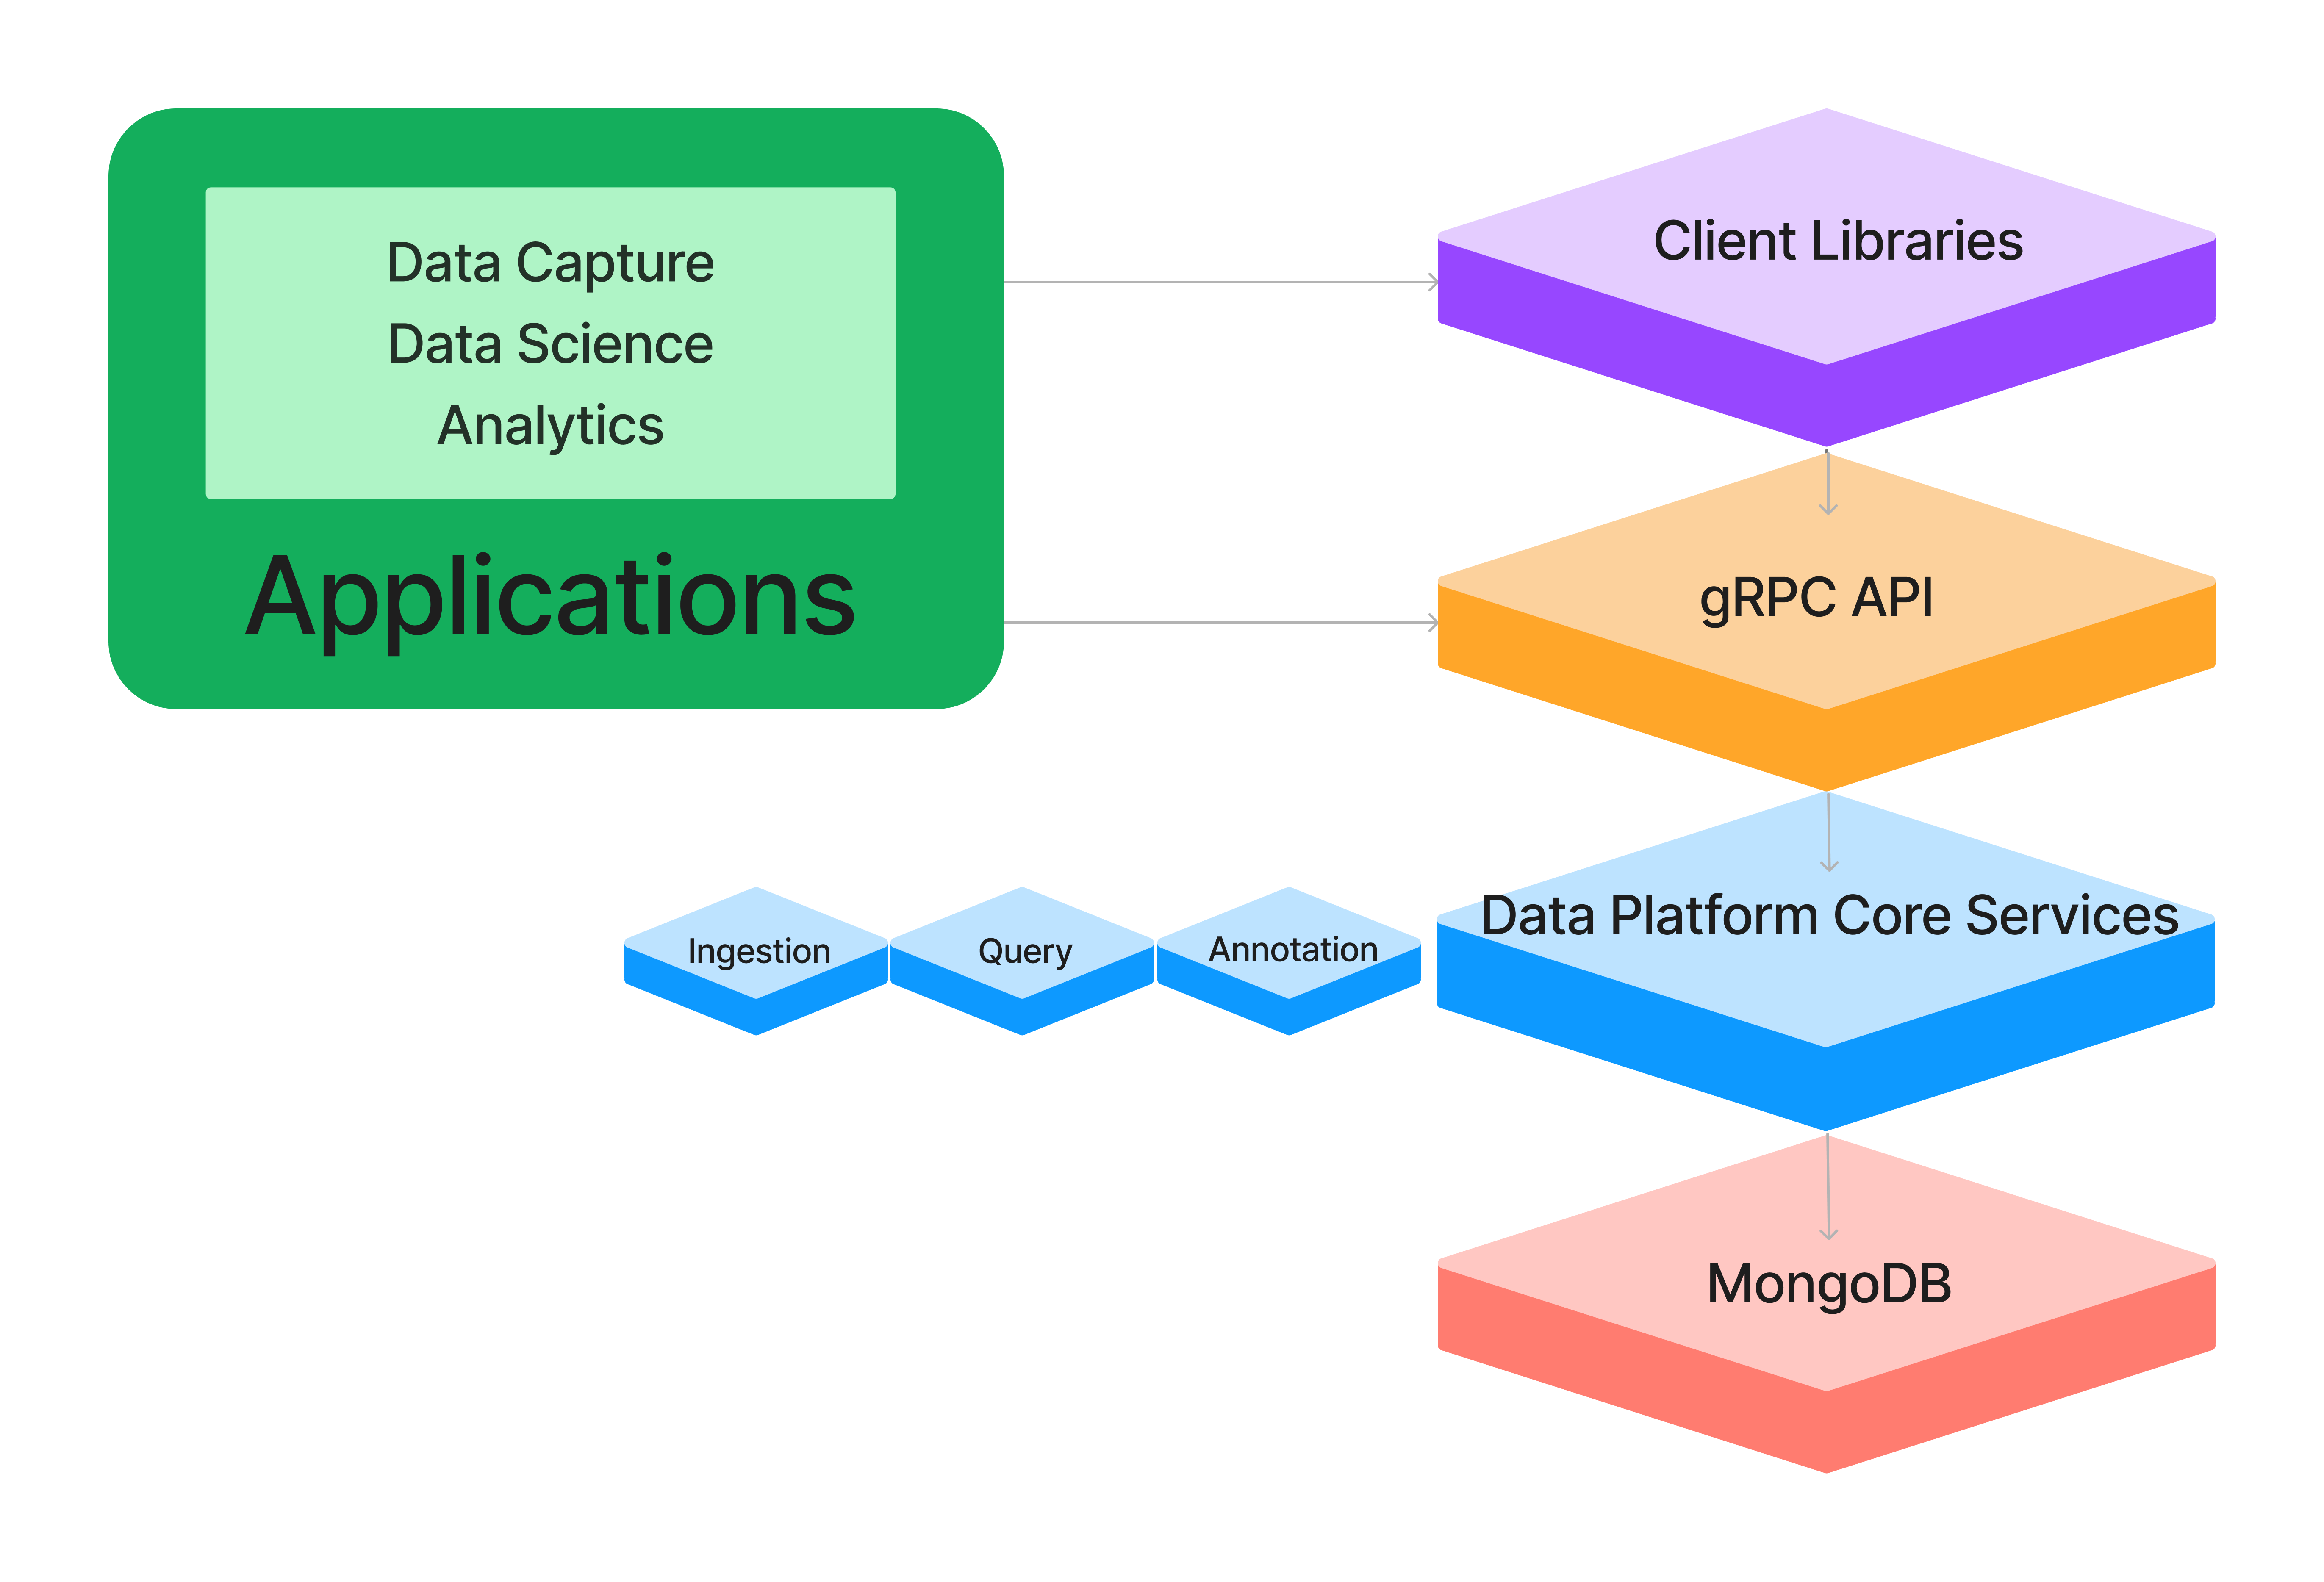 Data Capture
Data Science
Analytics
Applications
Client Libraries
gRPC API
Data Platform Core Services
Ingestion
Query
Annotation
MongoDB